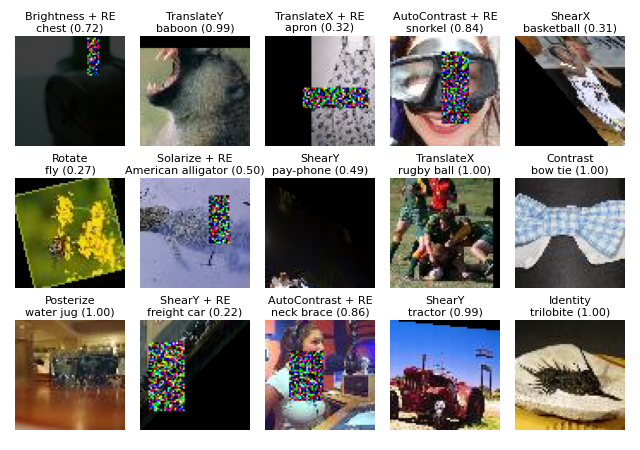 Brightness + RE
chest (0.72)
TranslateY
baboon (0.99)
TranslateX + RE
apron (0.32)
AutoContrast + RE
snorkel (0.84)
ShearX
basketball (0.31)
Rotate
fly (0.27)
Solarize + RE
American alligator (0.50)
ShearY
pay-phone (0.49)
TranslateX
rugby ball (1.00)
Contrast
bow tie (1.00)
Posterize
water jug (1.00)
ShearY + RE
freight car (0.22)
AutoContrast + RE
neck brace (0.86)
ShearY
tractor (0.99)
Identity
trilobite (1.00)